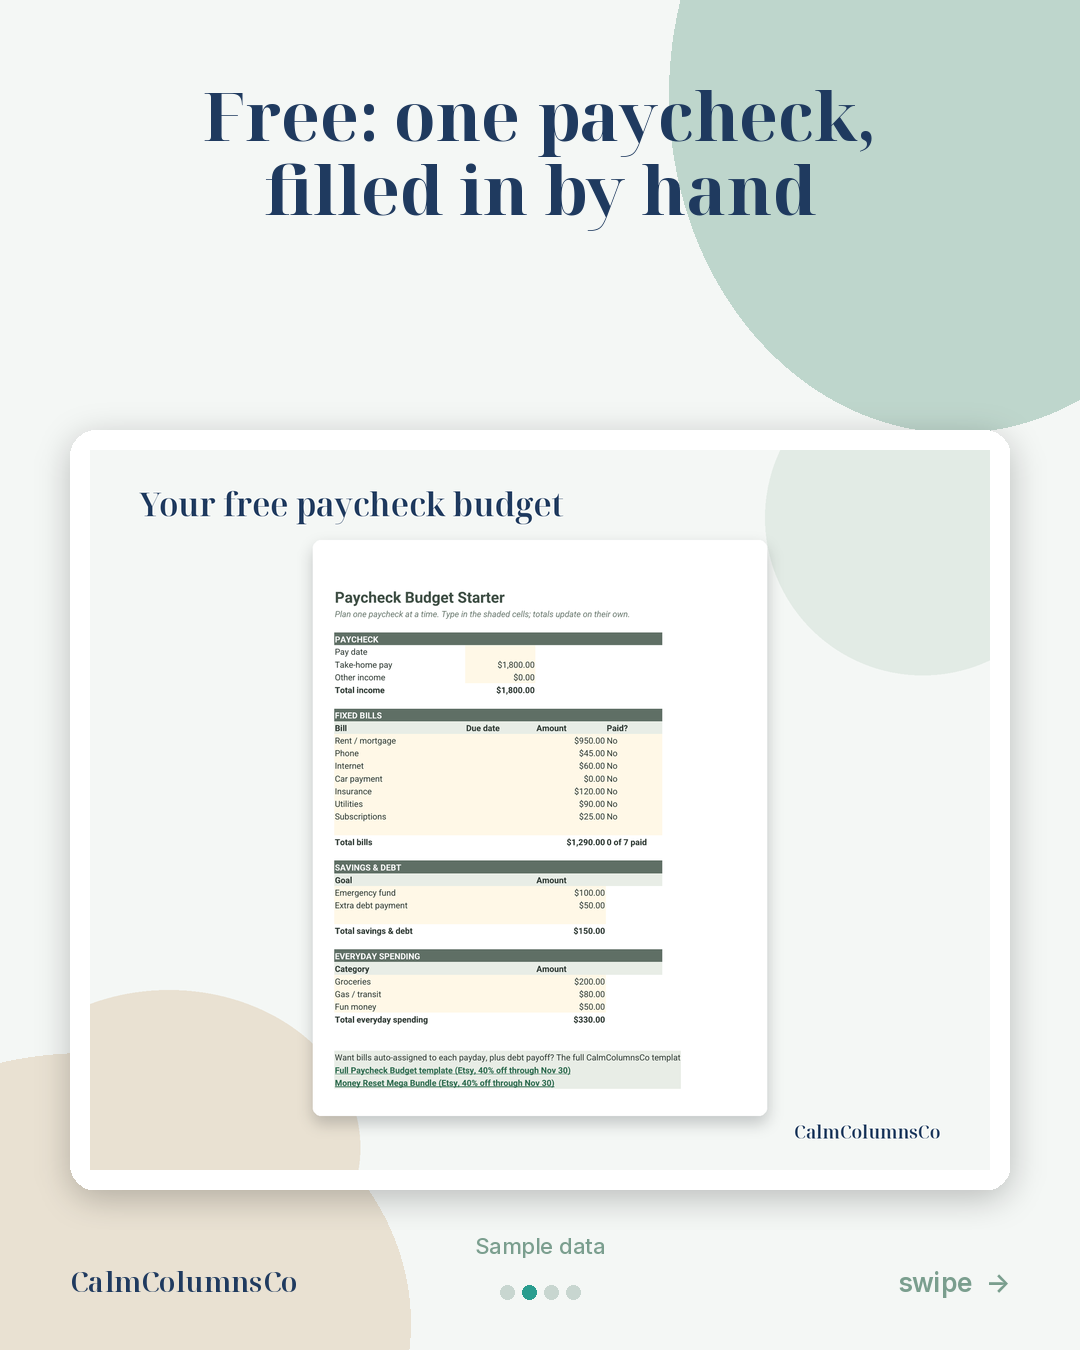 Free: one paycheck,
filled in by hand
Your free paycheck budget
Paycheck Budget Starter
Plan one paycheck at a time. Type in the shaded cells; totals update on their own.
PAYCHECK
Pay date
Take-home pay $1,800.00
Other income $0.00
Total income $1,800.00
FIXED BILLS
Bill Due date Amount Paid?
Rent / mortgage $950.00 No
Phone $45.00 No
Internet $60.00 No
Car payment $0.00 No
Insurance $120.00 No
Utilities $90.00 No
Subscriptions $25.00 No
Total bills $1,290.00 0 of 7 paid
SAVINGS & DEBT
Goal Amount
Emergency fund $100.00
Extra debt payment $50.00
Total savings & debt $150.00
EVERYDAY SPENDING
Category Amount
Groceries $200.00
Gas / transit $80.00
Fun money $50.00
Total everyday spending $330.00
Want bills auto-assigned to each payday, plus debt payoff? The full CalmColumnsCo templat
Full Paycheck Budget template (Etsy, 40% off through Nov 30)
Money Reset Mega Bundle (Etsy, 40% off through Nov 30)
CalmColumnsCo
Sample data
CalmColumnsCo
swipe →